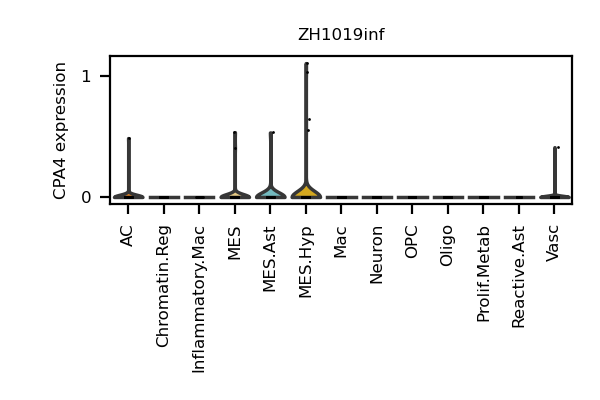 ZH1019inf
CPA4 expression
1
0
AC
Chromatin.Reg
Inflammatory.Mac
MES
MES.Ast
MES.Hyp
Mac
Neuron
OPC
Oligo
Prolif.Metab
Reactive.Ast
Vasc